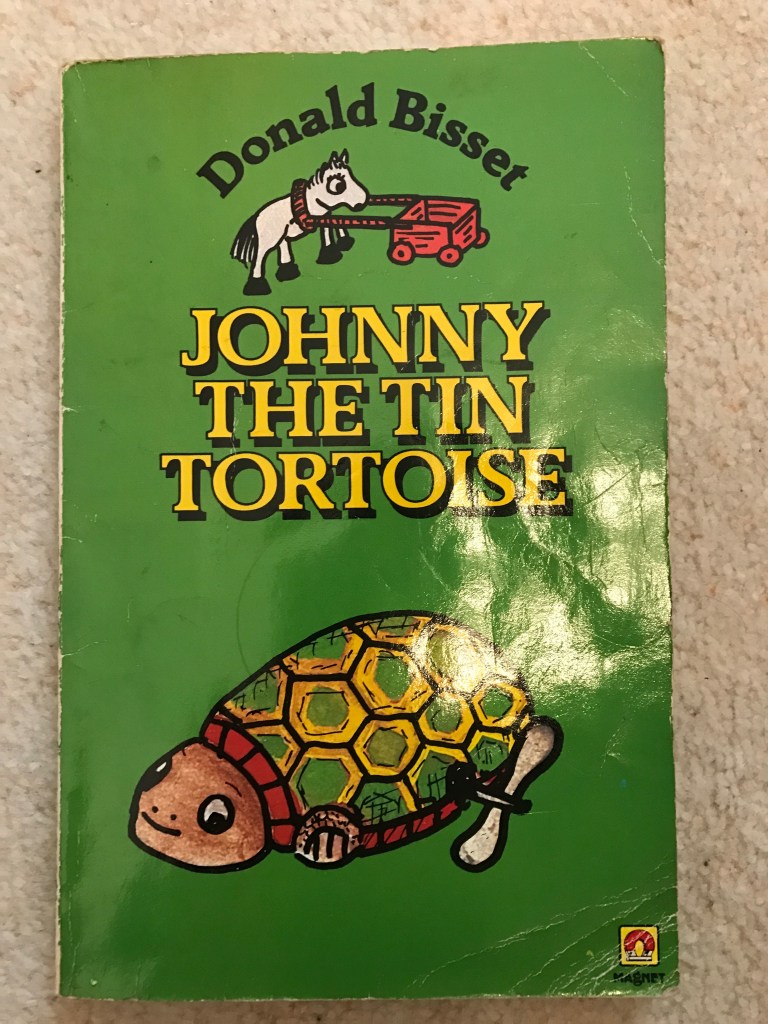 Donald Bisset
JOHNNY
THE TIN
TORTOISE
MAGNET